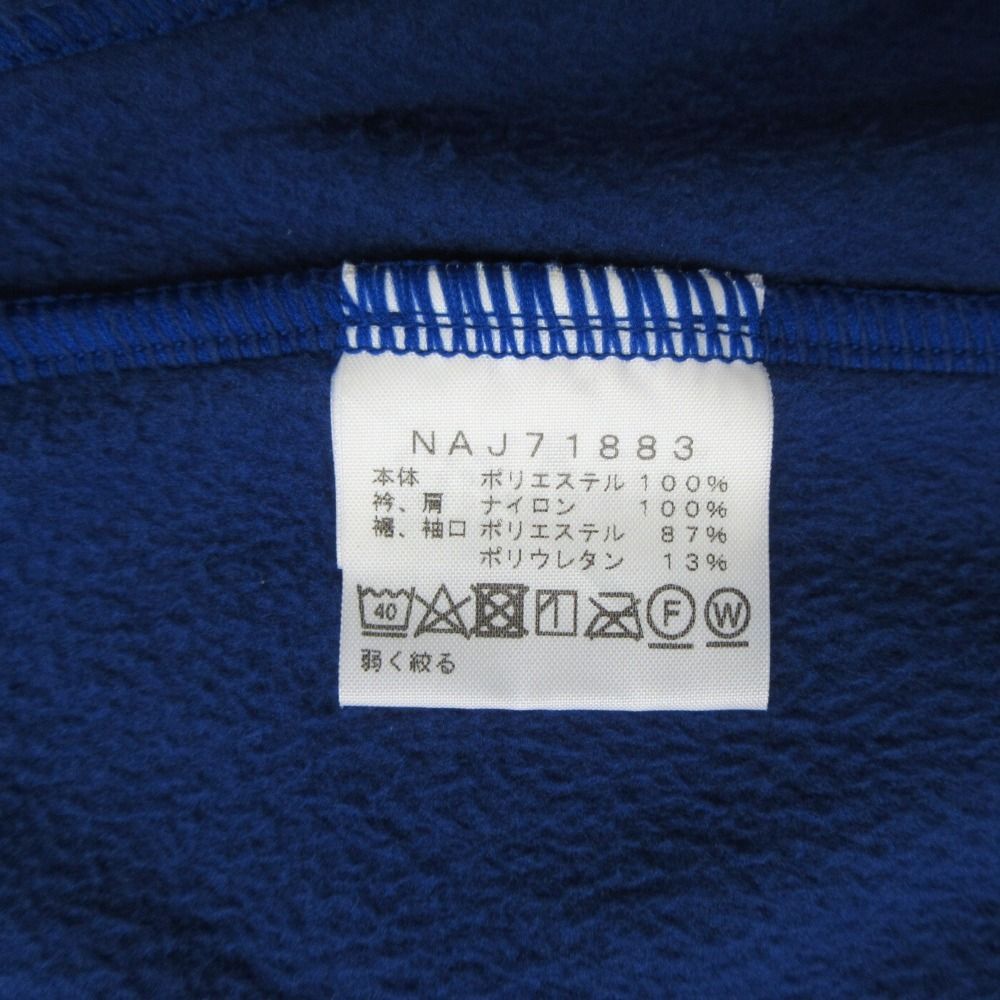 NAJ71883
本体 ポリエステル 100%
衿、肩 ナイロン 100%
裾、袖口 ポリエステル 87%
ポリウレタン 13%
40 F W
弱く絞る